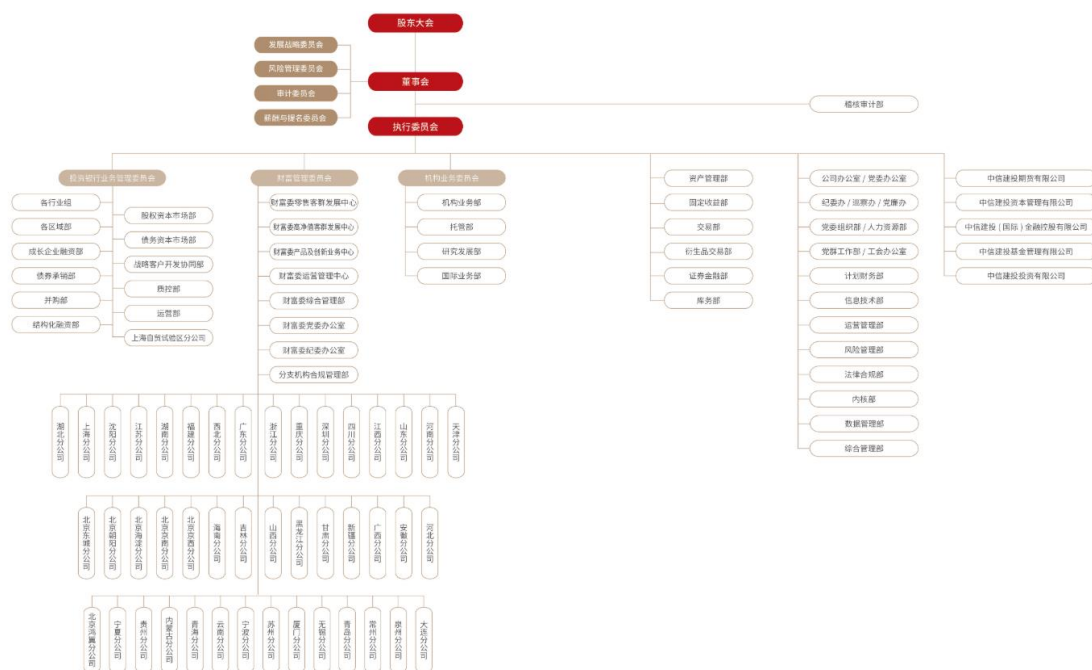 股东大会
发展战略委员会
风险管理委员会
审计委员会
薪酬与提名委员会
董事会
稽核审计部
执行委员会
投资银行业务管理委员会
各行业组
各区域部
成长企业融资部
债券承销部
并购部
结构化融资部
股权资本市场部
债务资本市场部
战略客户开发协同部
质控部
运营部
上海自贸试验区分公司
财富管理委员会
财富委零售客群发展中心
财富委高净值客群发展中心
财富委产品及创新业务中心
财富委运营管理中心
财富委综合管理部
财富委党委办公室
财富委纪委办公室
分支机构合规管理部
机构业务委员会
机构业务部
托管部
研究发展部
国际业务部
资产管理部
固定收益部
交易部
衍生品交易部
证券金融部
库务部
公司办公室 / 党委办公室
纪委办 / 巡察办 / 党廉办
党委组织部 / 人力资源部
党群工作部 / 工会办公室
计划财务部
信息技术部
运营管理部
风险管理部
法律合规部
内核部
数据管理部
综合管理部
中信建投期货有限公司
中信建投资本管理有限公司
中信建投（国际）金融控股有限公司
中信建投基金管理有限公司
中信建投投资有限公司
湖北分公司
上海分公司
沈阳分公司
江苏分公司
湖南分公司
福建分公司
西北分公司
广东分公司
浙江分公司
重庆分公司
深圳分公司
四川分公司
江西分公司
山东分公司
河南分公司
天津分公司
北京东城分公司
北京朝阳分公司
北京海淀分公司
北京京南分公司
北京京西分公司
海南分公司
吉林分公司
山西分公司
黑龙江分公司
甘肃分公司
新疆分公司
广西分公司
安徽分公司
河北分公司
北京鸿翼分公司
宁夏分公司
贵州分公司
内蒙古分公司
青海分公司
云南分公司
宁波分公司
苏州分公司
厦门分公司
无锡分公司
青岛分公司
常州分公司
泉州分公司
大连分公司